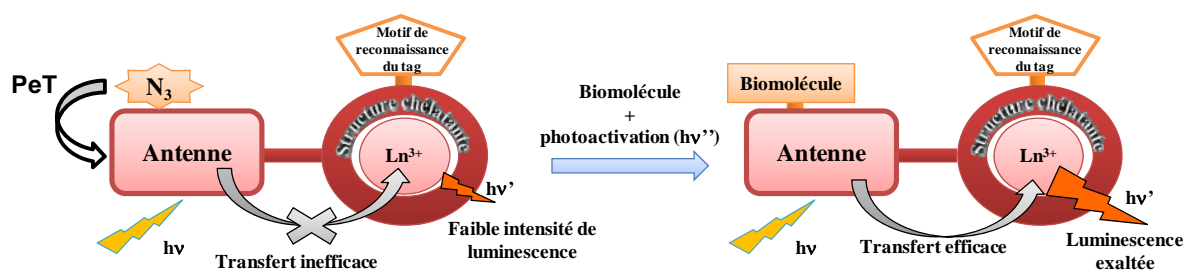 PeT
N3
Antenne
Motif de
reconnaissance
du tag
Structure chélatante
Ln3+
hν
hν’
Transfert inefficace
Faible intensité de
luminescence
Biomolécule
+
photoactivation (hν’’)
Biomolécule
Antenne
Motif de
reconnaissance
du tag
Structure chélatante
Ln3+
hν
hν’
Transfert efficace
Luminescence
exaltée